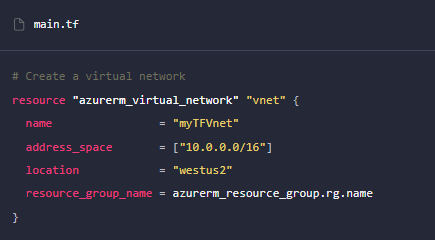 main.tf
# Create a virtual network
resource "azurerm_virtual_network" "vnet" {
  name                = "myTFVnet"
  address_space       = ["10.0.0.0/16"]
  location            = "westus2"
  resource_group_name = azurerm_resource_group.rg.name
}